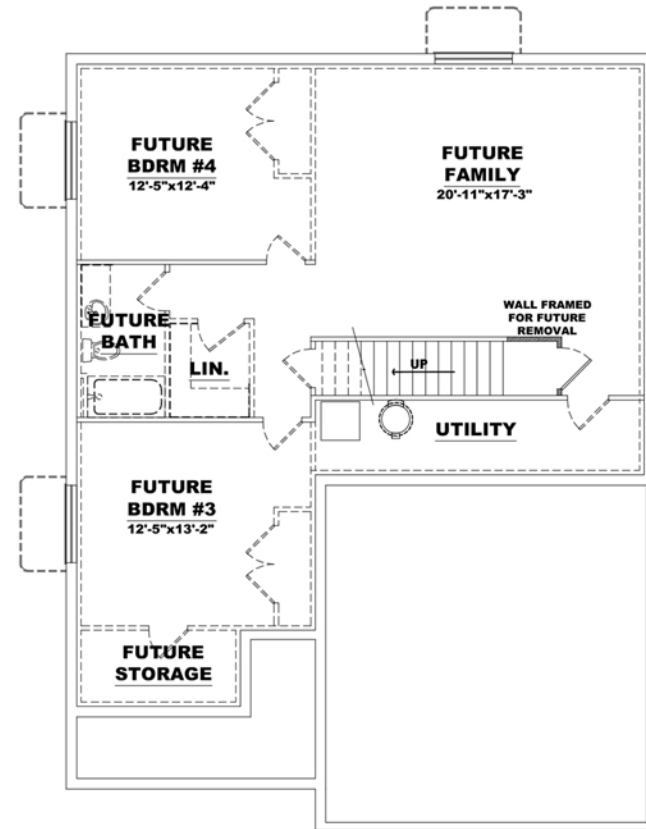 FUTURE
BDRM #4
12'-5"x12'-4"
FUTURE
FAMILY
20'-11"x17'-3"
WALL FRAMED
FOR FUTURE
REMOVAL
FUTURE
BATH
LIN.
UP
UTILITY
FUTURE
BDRM #3
12'-5"x13'-2"
FUTURE
STORAGE